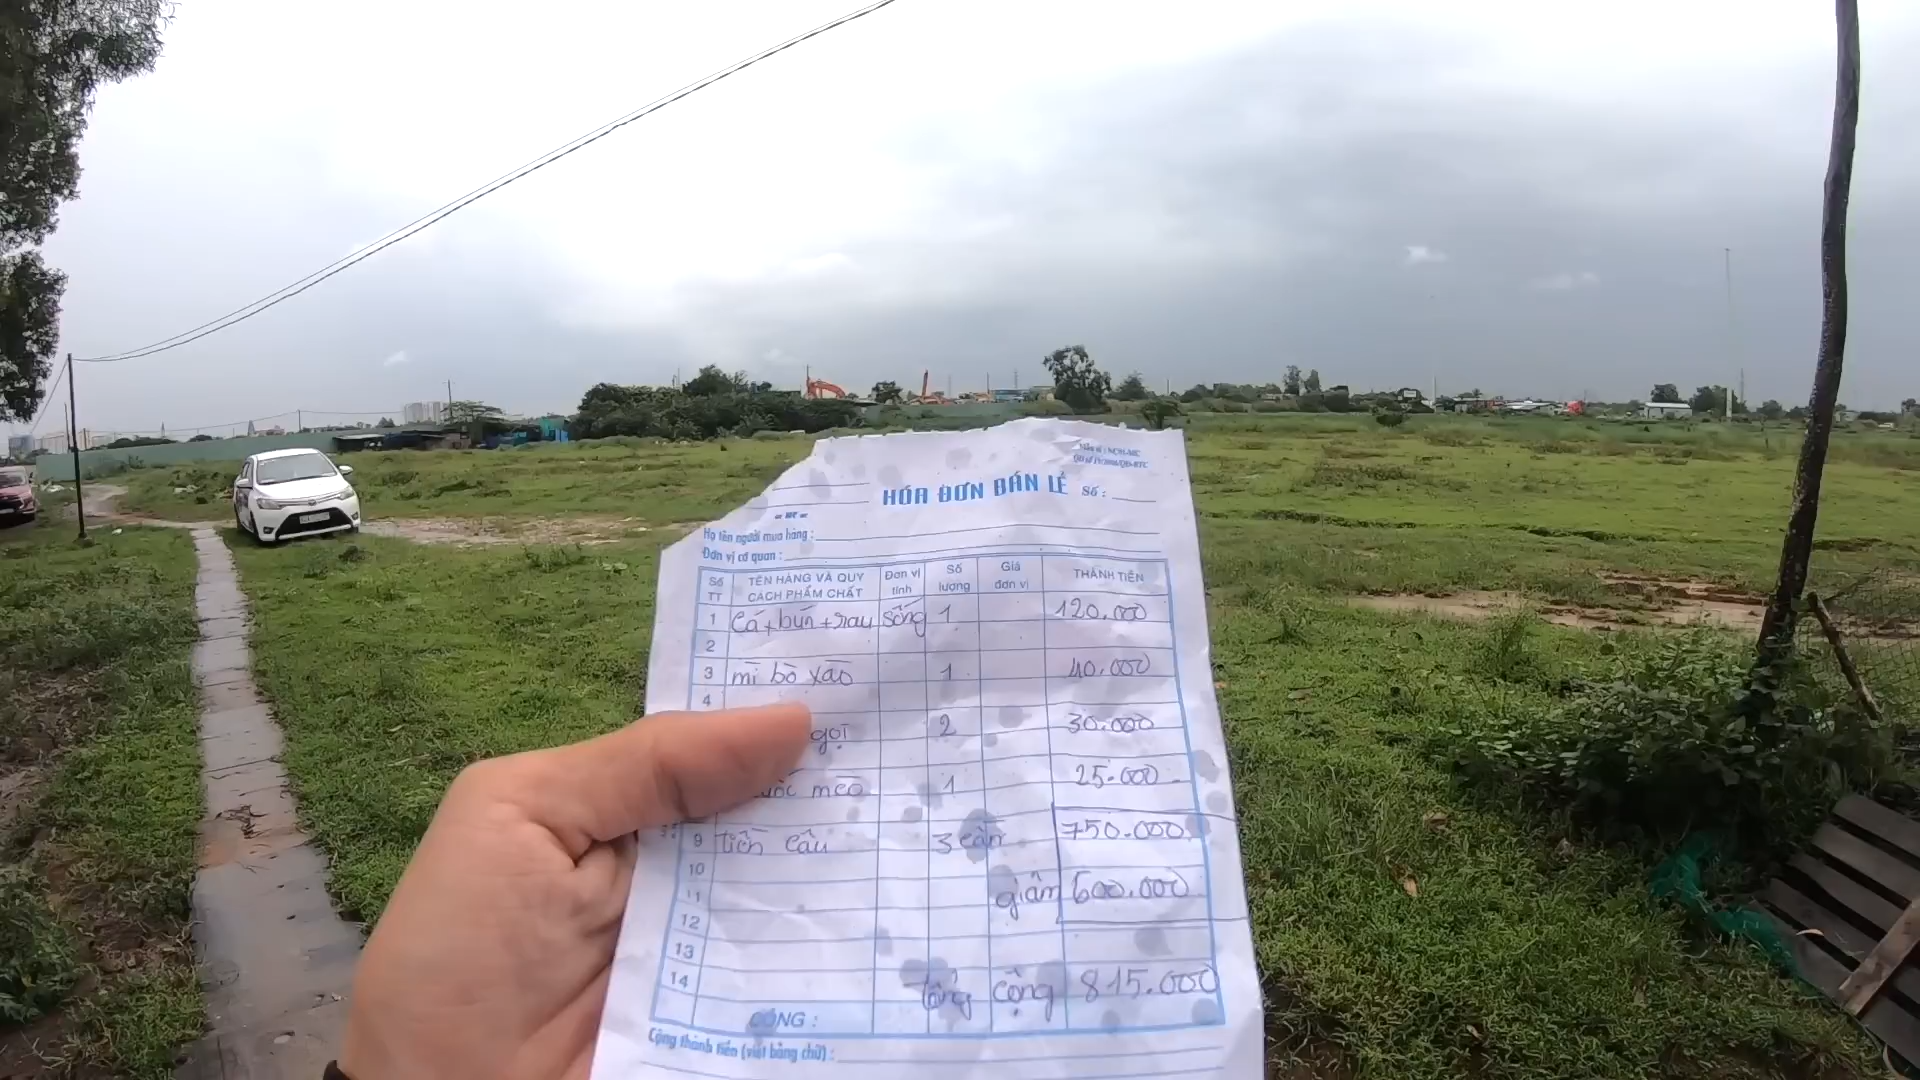 HÓA ĐƠN BÁN LẺ Số :
Họ tên người mua hàng :
Đơn vị cơ quan :
Số TT TÊN HÀNG VÀ QUY CÁCH PHẨM CHẤT Đơn vị tính Số lượng Giá đơn vị THÀNH TIỀN
1 Cá+bún+rau sống 1 120.000
2
3 mì bò xào 1 40.000
4
gọi 2 30.000
mèo 1 25.000
9 tiền câu 3 cần 750.000
10
11 giảm 600.000
12
13
14 tổng cộng 815.000
CỘNG :
Cộng thành tiền (viết bằng chữ) :